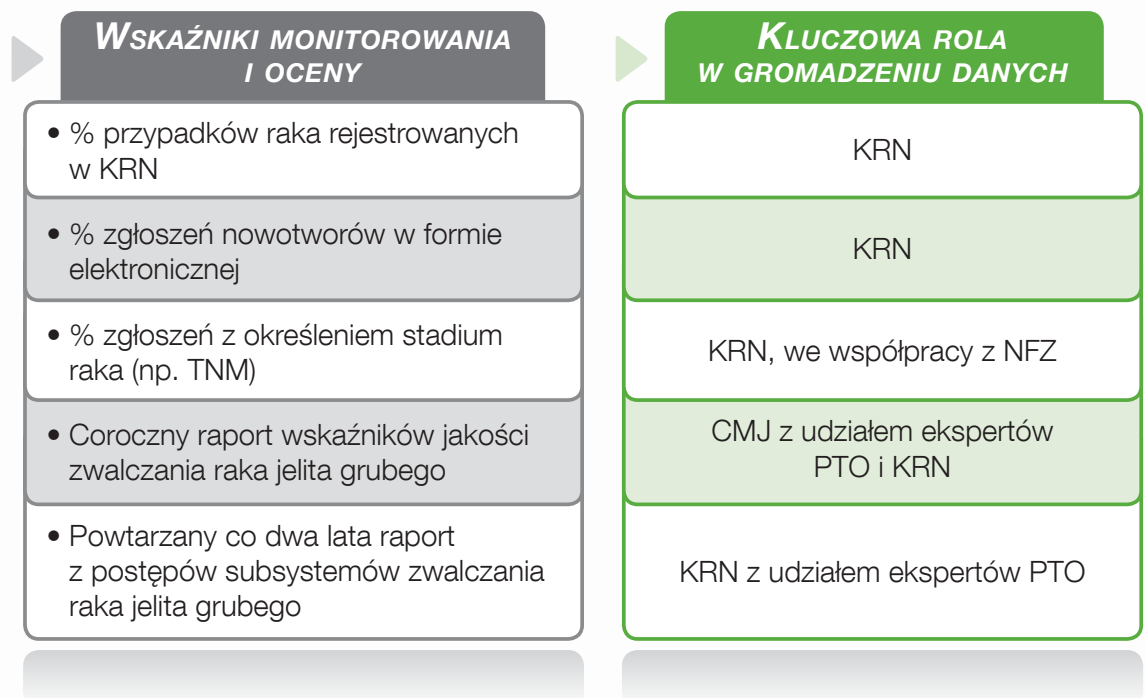 WSKAŹNIKI MONITOROWANIA
I OCENY
KLUCZOWA ROLA
W GROMADZENIU DANYCH
• % przypadków raka rejestrowanych
w KRN
KRN
• % zgłoszeń nowotworów w formie
elektronicznej
KRN
• % zgłoszeń z określeniem stadium
raka (np. TNM)
KRN, we współpracy z NFZ
• Coroczny raport wskaźników jakości
zwalczania raka jelita grubego
CMJ z udziałem ekspertów
PTO i KRN
• Powtarzany co dwa lata raport
z postępów subsystemów zwalczania
raka jelita grubego
KRN z udziałem ekspertów PTO